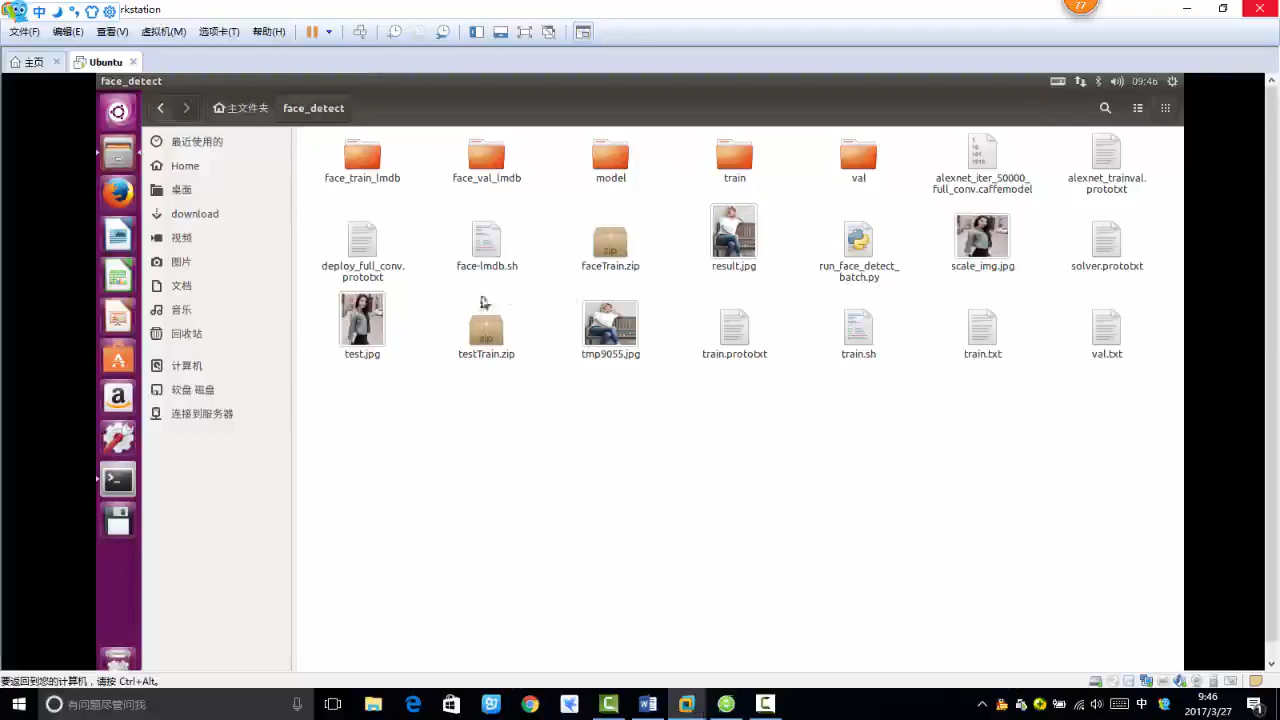 中
rkstation
77
文件(F) 编辑(E) 查看(V) 虚拟机(M) 选项卡(T) 帮助(H)
主页 Ubuntu
face_detect 09:46
主文件夹 face_detect
最近使用的
Home
桌面
download
视频
图片
文档
音乐
回收站
计算机
软盘 磁盘
连接到服务器
face_train_lmdb
face_val_lmdb
model
train
val
alexnet_iter_50000_
full_conv.caffemodel
alexnet_trainval.
prototxt
deploy_full_conv.
prototxt
face-lmdb.sh
faceTrain.zip
result.jpg
run_face_detect_
batch.py
scale_img.jpg
solver.prototxt
test.jpg
testTrain.zip
tmp9055.jpg
train.prototxt
train.sh
train.txt
val.txt
要返回到您的计算机，请按 Ctrl+Alt。
有问题尽管问我
中
9:46
2017/3/27